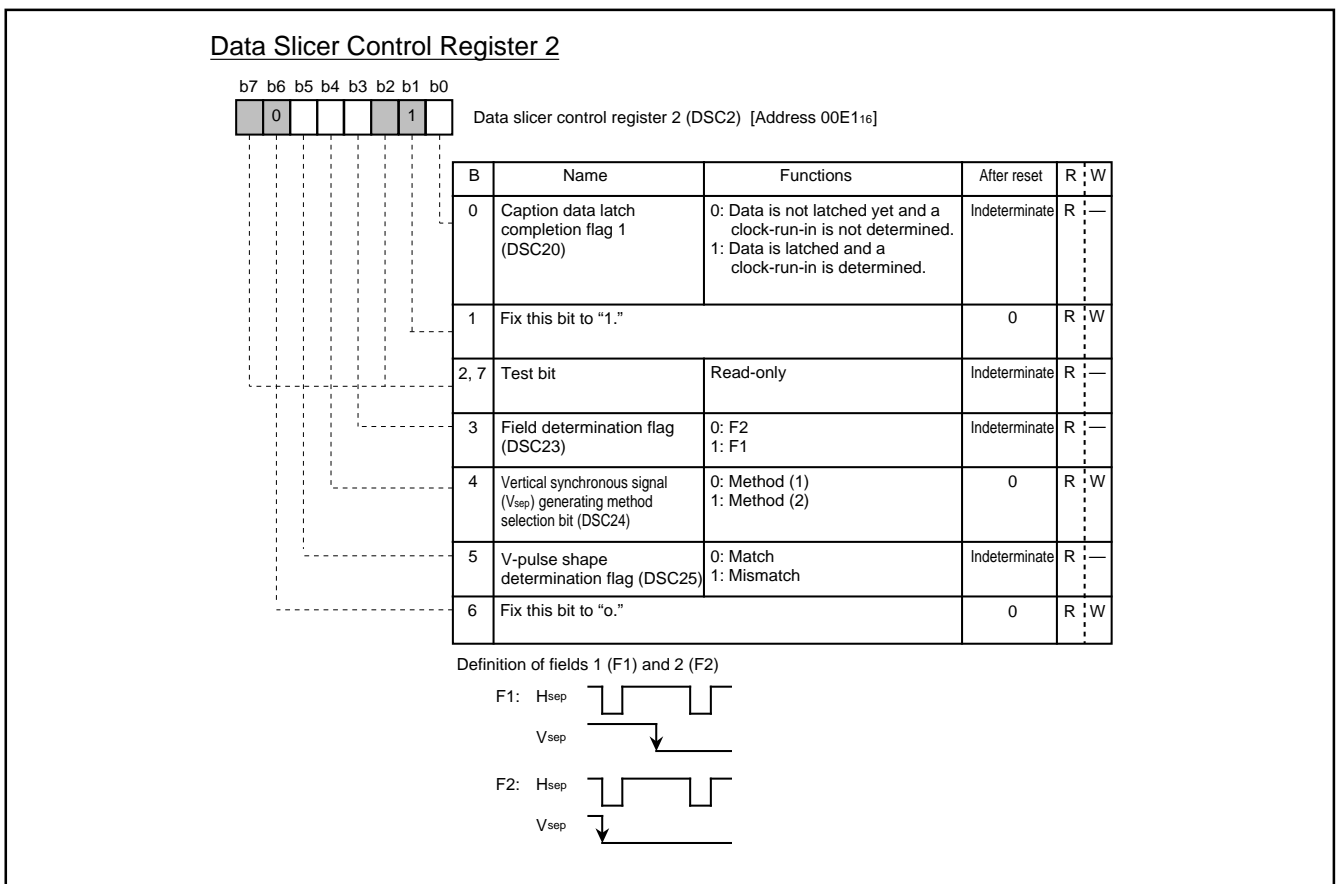 Data Slicer Control Register 2
b7 b6 b5 b4 b3 b2 b1 b0
0 1
Data slicer control register 2 (DSC2) [Address 00E116]
B Name Functions After reset R W
0 Caption data latch completion flag 1 (DSC20)
0: Data is not latched yet and a clock-run-in is not determined.
1: Data is latched and a clock-run-in is determined.
Indeterminate R —
1 Fix this bit to “1.” 0 R W
2, 7 Test bit Read-only Indeterminate R —
3 Field determination flag (DSC23)
0: F2
1: F1
Indeterminate R —
4 Vertical synchronous signal (Vsep) generating method selection bit (DSC24)
0: Method (1)
1: Method (2)
0 R W
5 V-pulse shape determination flag (DSC25)
0: Match
1: Mismatch
Indeterminate R —
6 Fix this bit to “o.” 0 R W
Definition of fields 1 (F1) and 2 (F2)
F1: Hsep
Vsep
F2: Hsep
Vsep